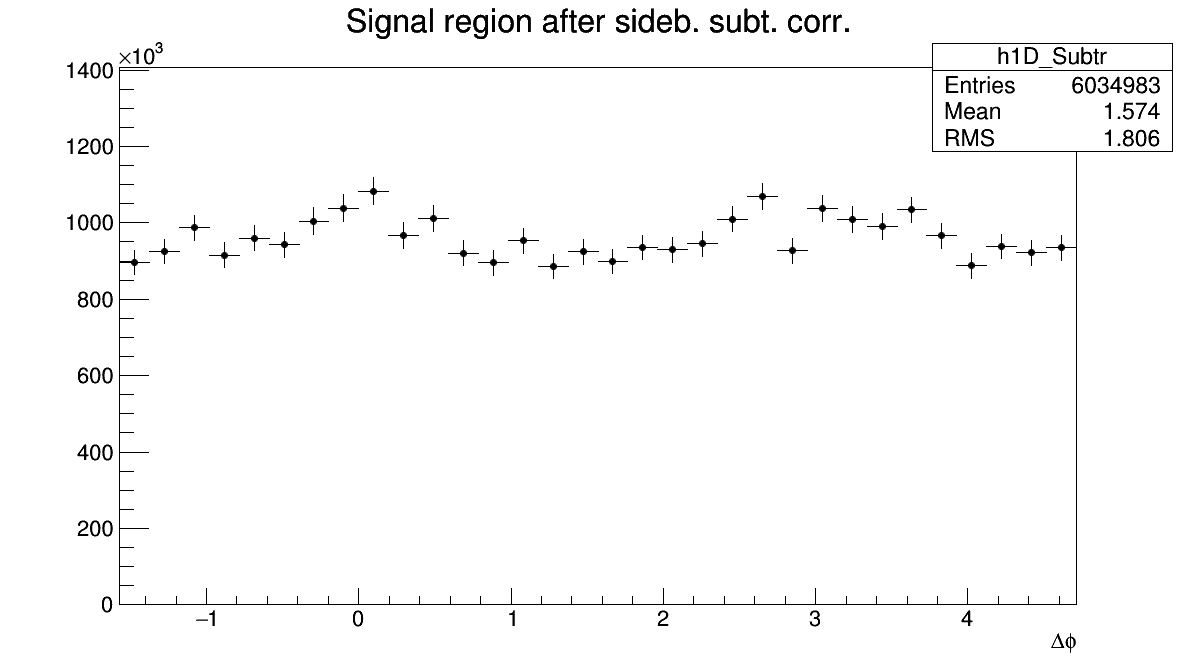 Signal region after sideb. subt. corr.
×10³
h1D_Subtr
Entries 6034983
Mean 1.574
RMS 1.806
1400
1200
1000
800
600
400
200
0
−1 0 1 2 3 4
Δϕ